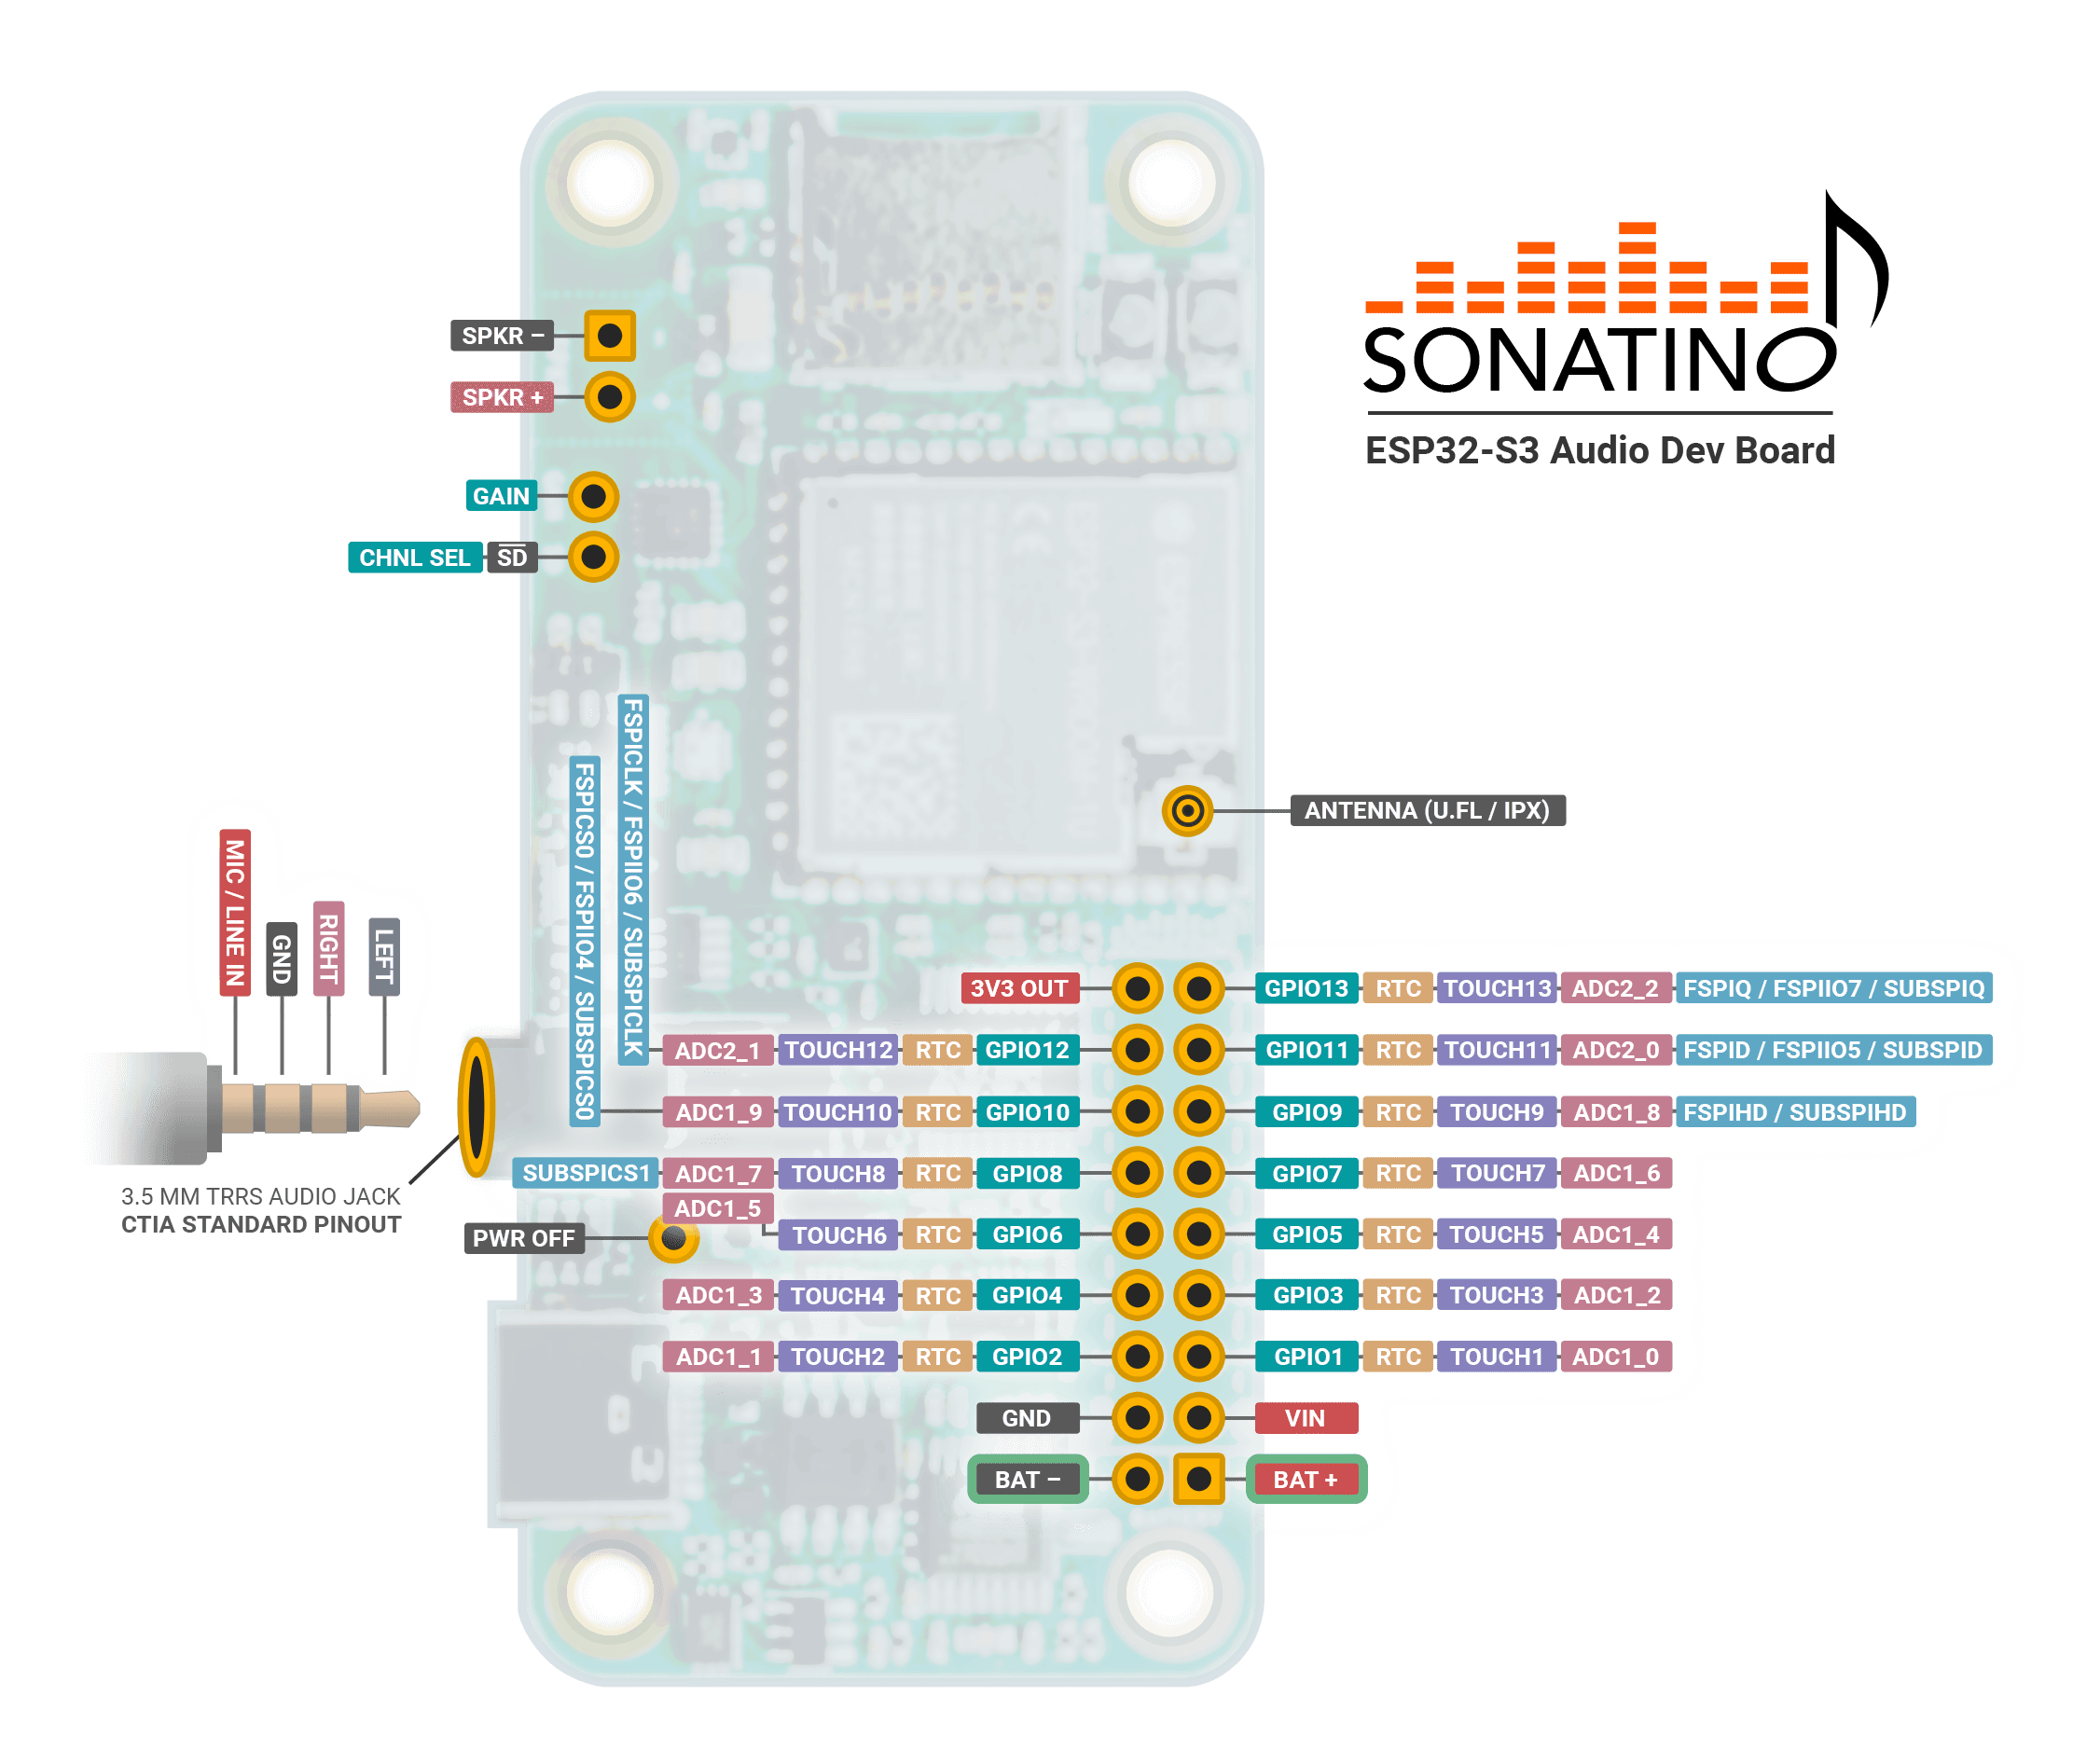 SONATINO
ESP32-S3 Audio Dev Board
SPKR –
SPKR +
GAIN
CHNL SEL SD
FSPICLK / FSPIIO6 / SUBSPICLK
FSPICS0 / FSPIIO4 / SUBSPICS0
ANTENNA (U.FL / IPX)
MIC / LINE IN
GND
RIGHT
LEFT
3.5 MM TRRS AUDIO JACK
CTIA STANDARD PINOUT
3V3 OUT GPIO13 RTC TOUCH13 ADC2_2 FSPIQ / FSPIIO7 / SUBSPIQ
ADC2_1 TOUCH12 RTC GPIO12 GPIO11 RTC TOUCH11 ADC2_0 FSPID / FSPIIO5 / SUBSPID
ADC1_9 TOUCH10 RTC GPIO10 GPIO9 RTC TOUCH9 ADC1_8 FSPIHD / SUBSPIHD
SUBSPICS1 ADC1_7 TOUCH8 RTC GPIO8 GPIO7 RTC TOUCH7 ADC1_6
ADC1_5
PWR OFF TOUCH6 RTC GPIO6 GPIO5 RTC TOUCH5 ADC1_4
ADC1_3 TOUCH4 RTC GPIO4 GPIO3 RTC TOUCH3 ADC1_2
ADC1_1 TOUCH2 RTC GPIO2 GPIO1 RTC TOUCH1 ADC1_0
GND VIN
BAT – BAT +